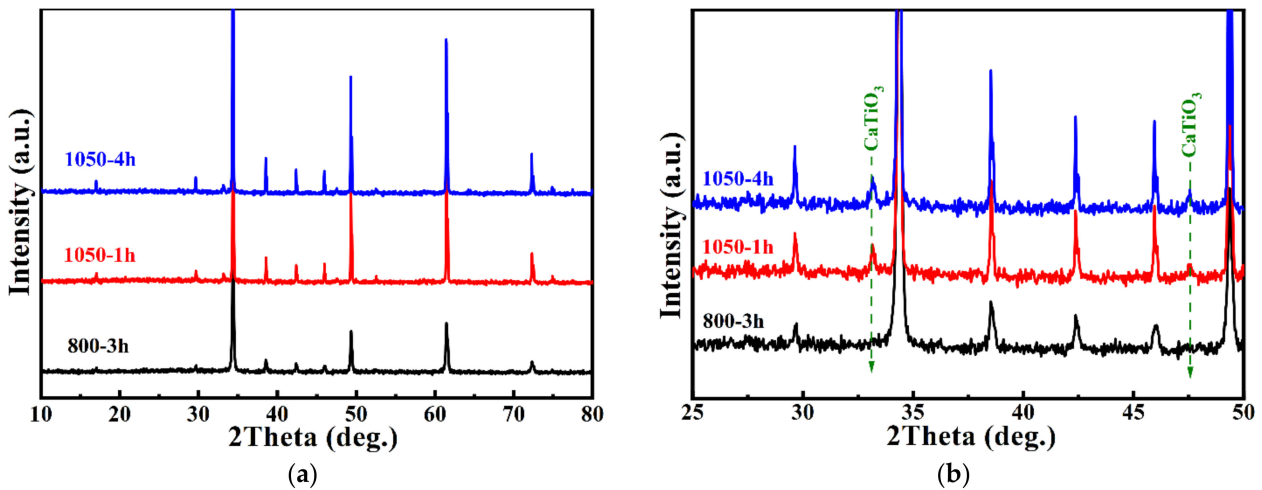 Intensity (a.u.)
1050-4h
1050-1h
800-3h
10 20 30 40 50 60 70 80
2Theta (deg.)
(a)
Intensity (a.u.)
CaTiO₃
CaTiO₃
1050-4h
1050-1h
800-3h
25 30 35 40 45 50
2Theta (deg.)
(b)